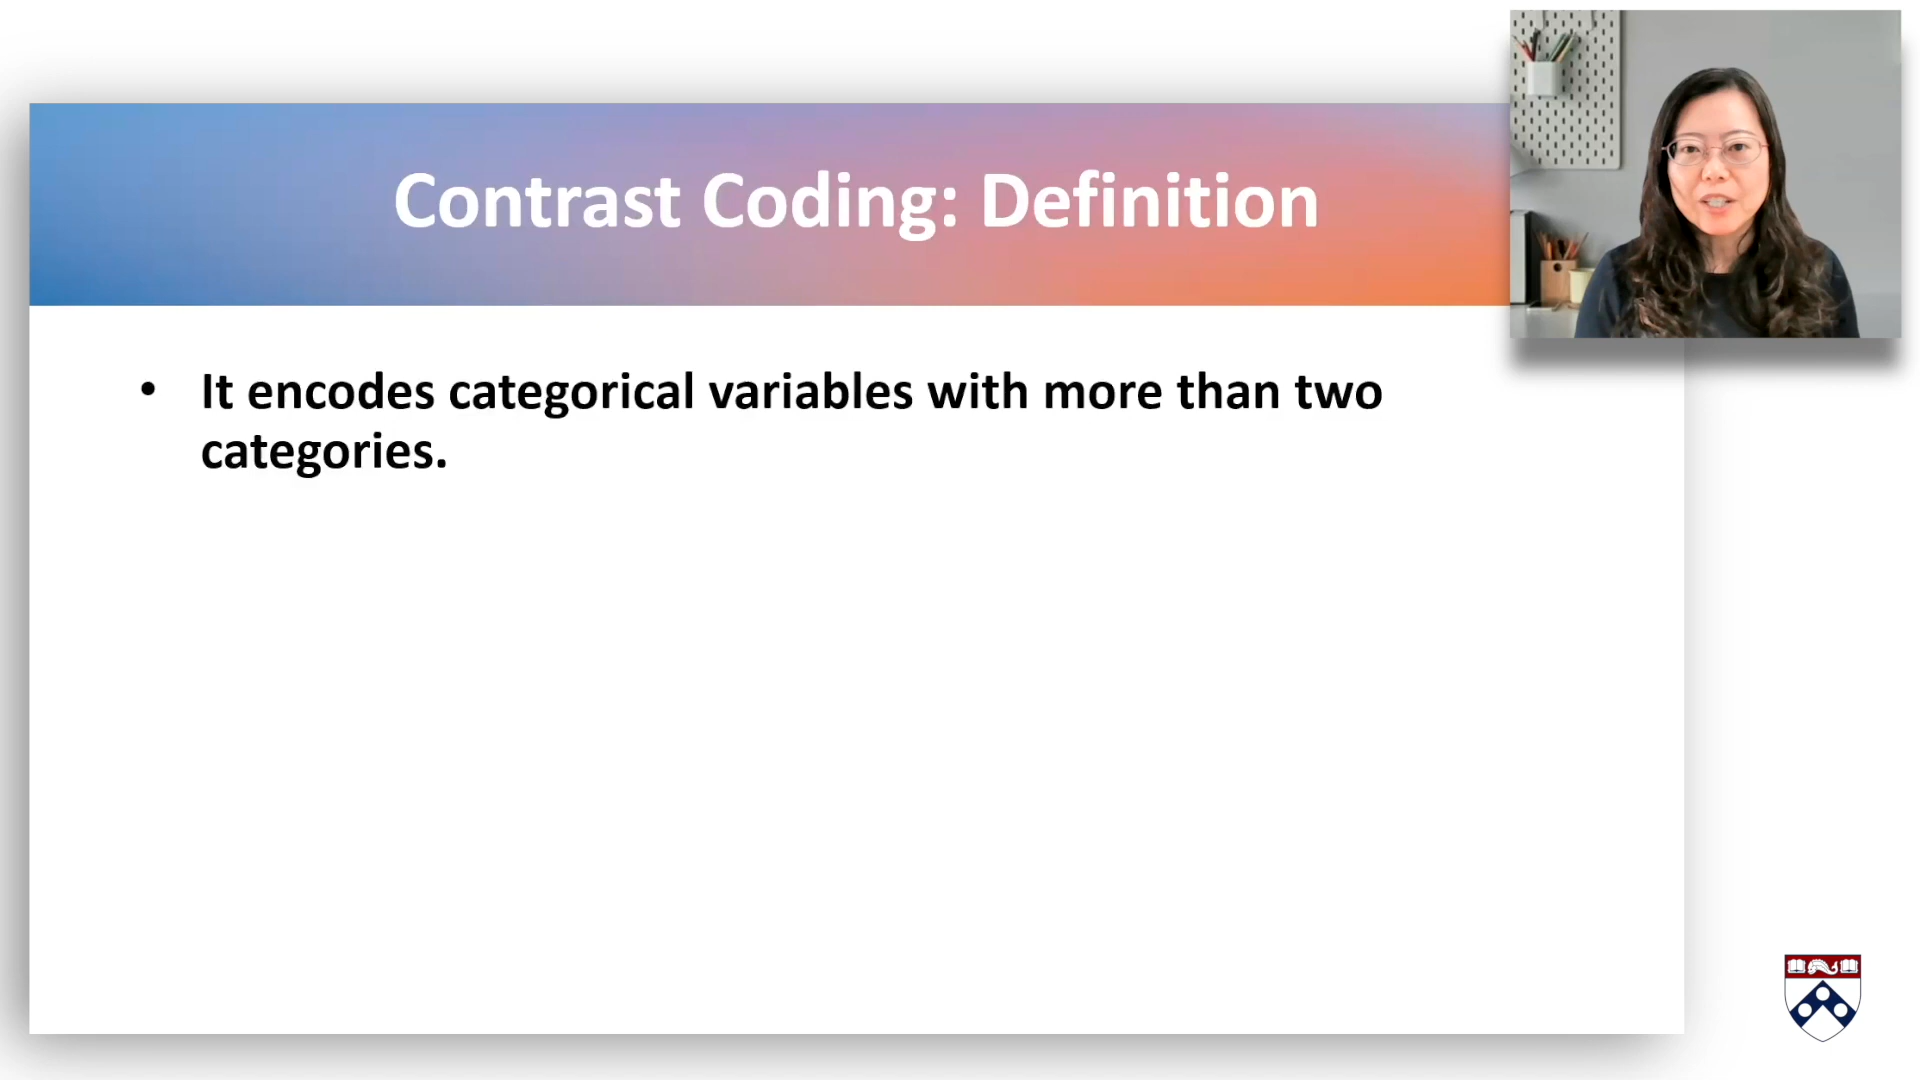 Contrast Coding: Definition
• It encodes categorical variables with more than two
categories.